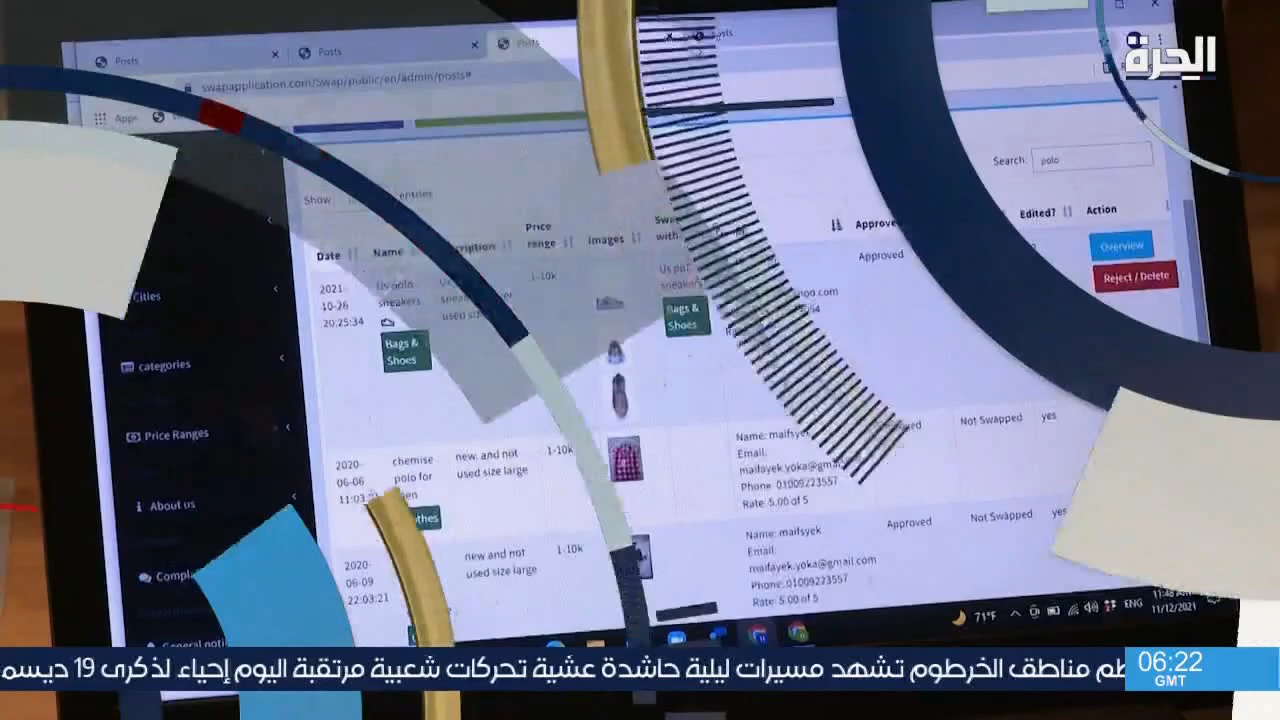 الحرة
Posts
Posts
Posts
posts
swapapplication.com/Swap/public/en/admin/posts#
Apps
Show
entries
Search:
polo
Date
Name
Price range
Images
Edited?
Action
2021-10-26 20:25:34
sneakers
Bags & Shoes
1-10k
Bags & Shoes
Approved
Overview
Reject / Delete
Cities
categories
Price Ranges
About us
2020-06-06
chemise polo for
new, and not used size large
1-10k
Name: maifsyek
Email:
Phone: 01009223557
Rate: 5.00 of 5
Not Swapped
yes
2020-06-09 22:03:21
new and not used size large
1-10k
Name: maifsyek
Email:
maifayek.yoka@gmail.com
Phone: 01009223557
Rate: 5.00 of 5
Approved
Not Swapped
71°F
ENG
11/12/2021
مناطق الخرطوم تشهد مسيرات ليلية حاشدة عشية تحركات شعبية مرتقبة اليوم إحياء لذكرى 19
06:22
GMT